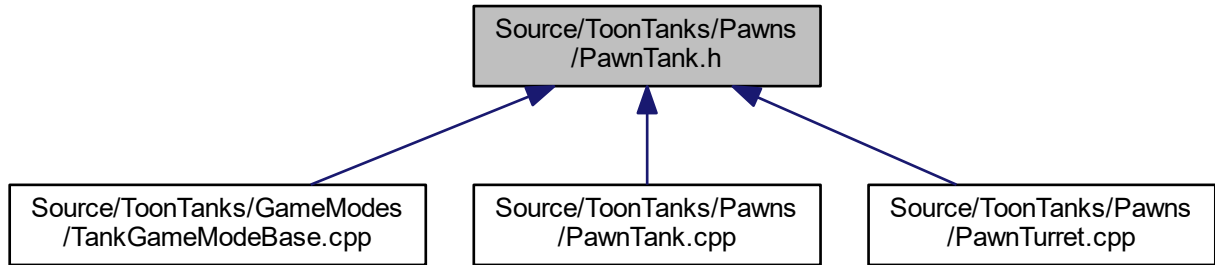 Source/ToonTanks/Pawns
/PawnTank.h
Source/ToonTanks/GameModes
/TankGameModeBase.cpp
Source/ToonTanks/Pawns
/PawnTank.cpp
Source/ToonTanks/Pawns
/PawnTurret.cpp